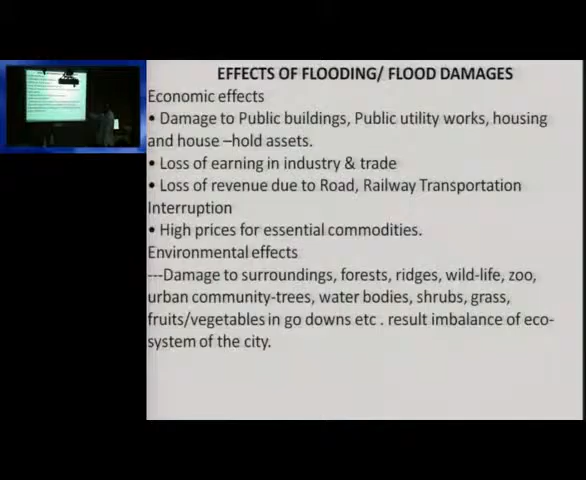 EFFECTS OF FLOODING/ FLOOD DAMAGES
Economic effects
• Damage to Public buildings, Public utility works, housing
and house –hold assets.
• Loss of earning in industry & trade
• Loss of revenue due to Road, Railway Transportation
Interruption
• High prices for essential commodities.
Environmental effects
---Damage to surroundings, forests, ridges, wild-life, zoo,
urban community-trees, water bodies, shrubs, grass,
fruits/vegetables in go downs etc . result imbalance of eco-
system of the city.